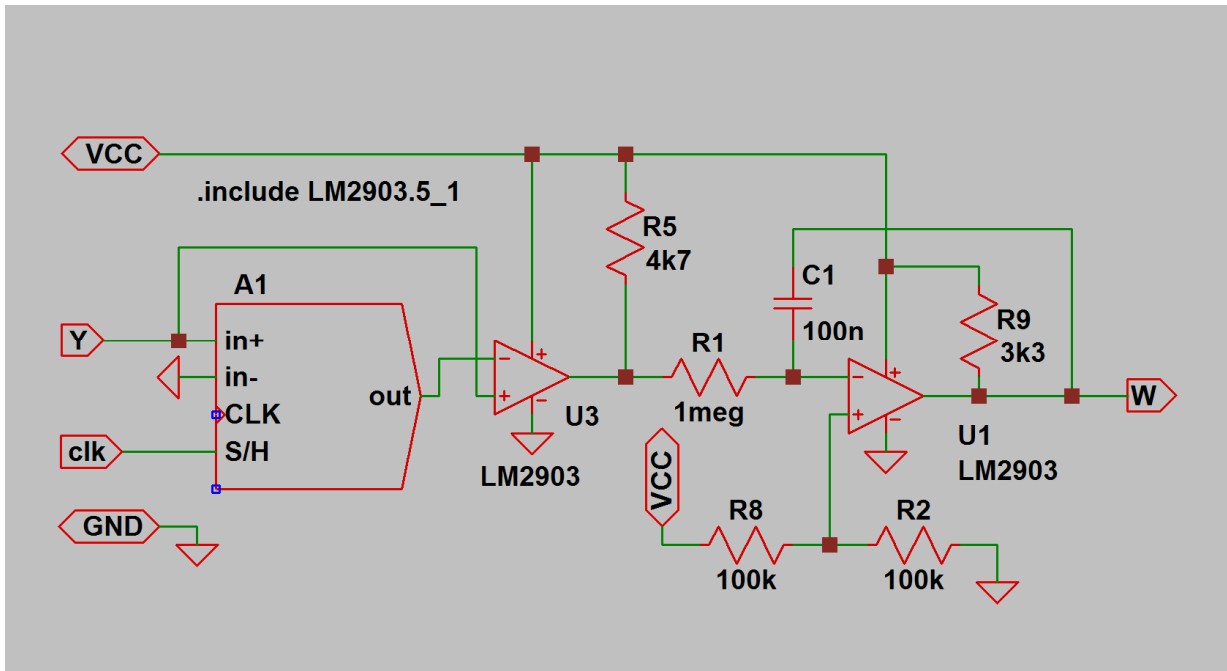 VCC
.include LM2903.5_1
R5
4k7
A1
C1
100n
Y
in+
in-
CLK
S/H
out
clk
GND
U3
LM2903
R1
1meg
R9
3k3
W
U1
LM2903
VCC
R8
100k
R2
100k